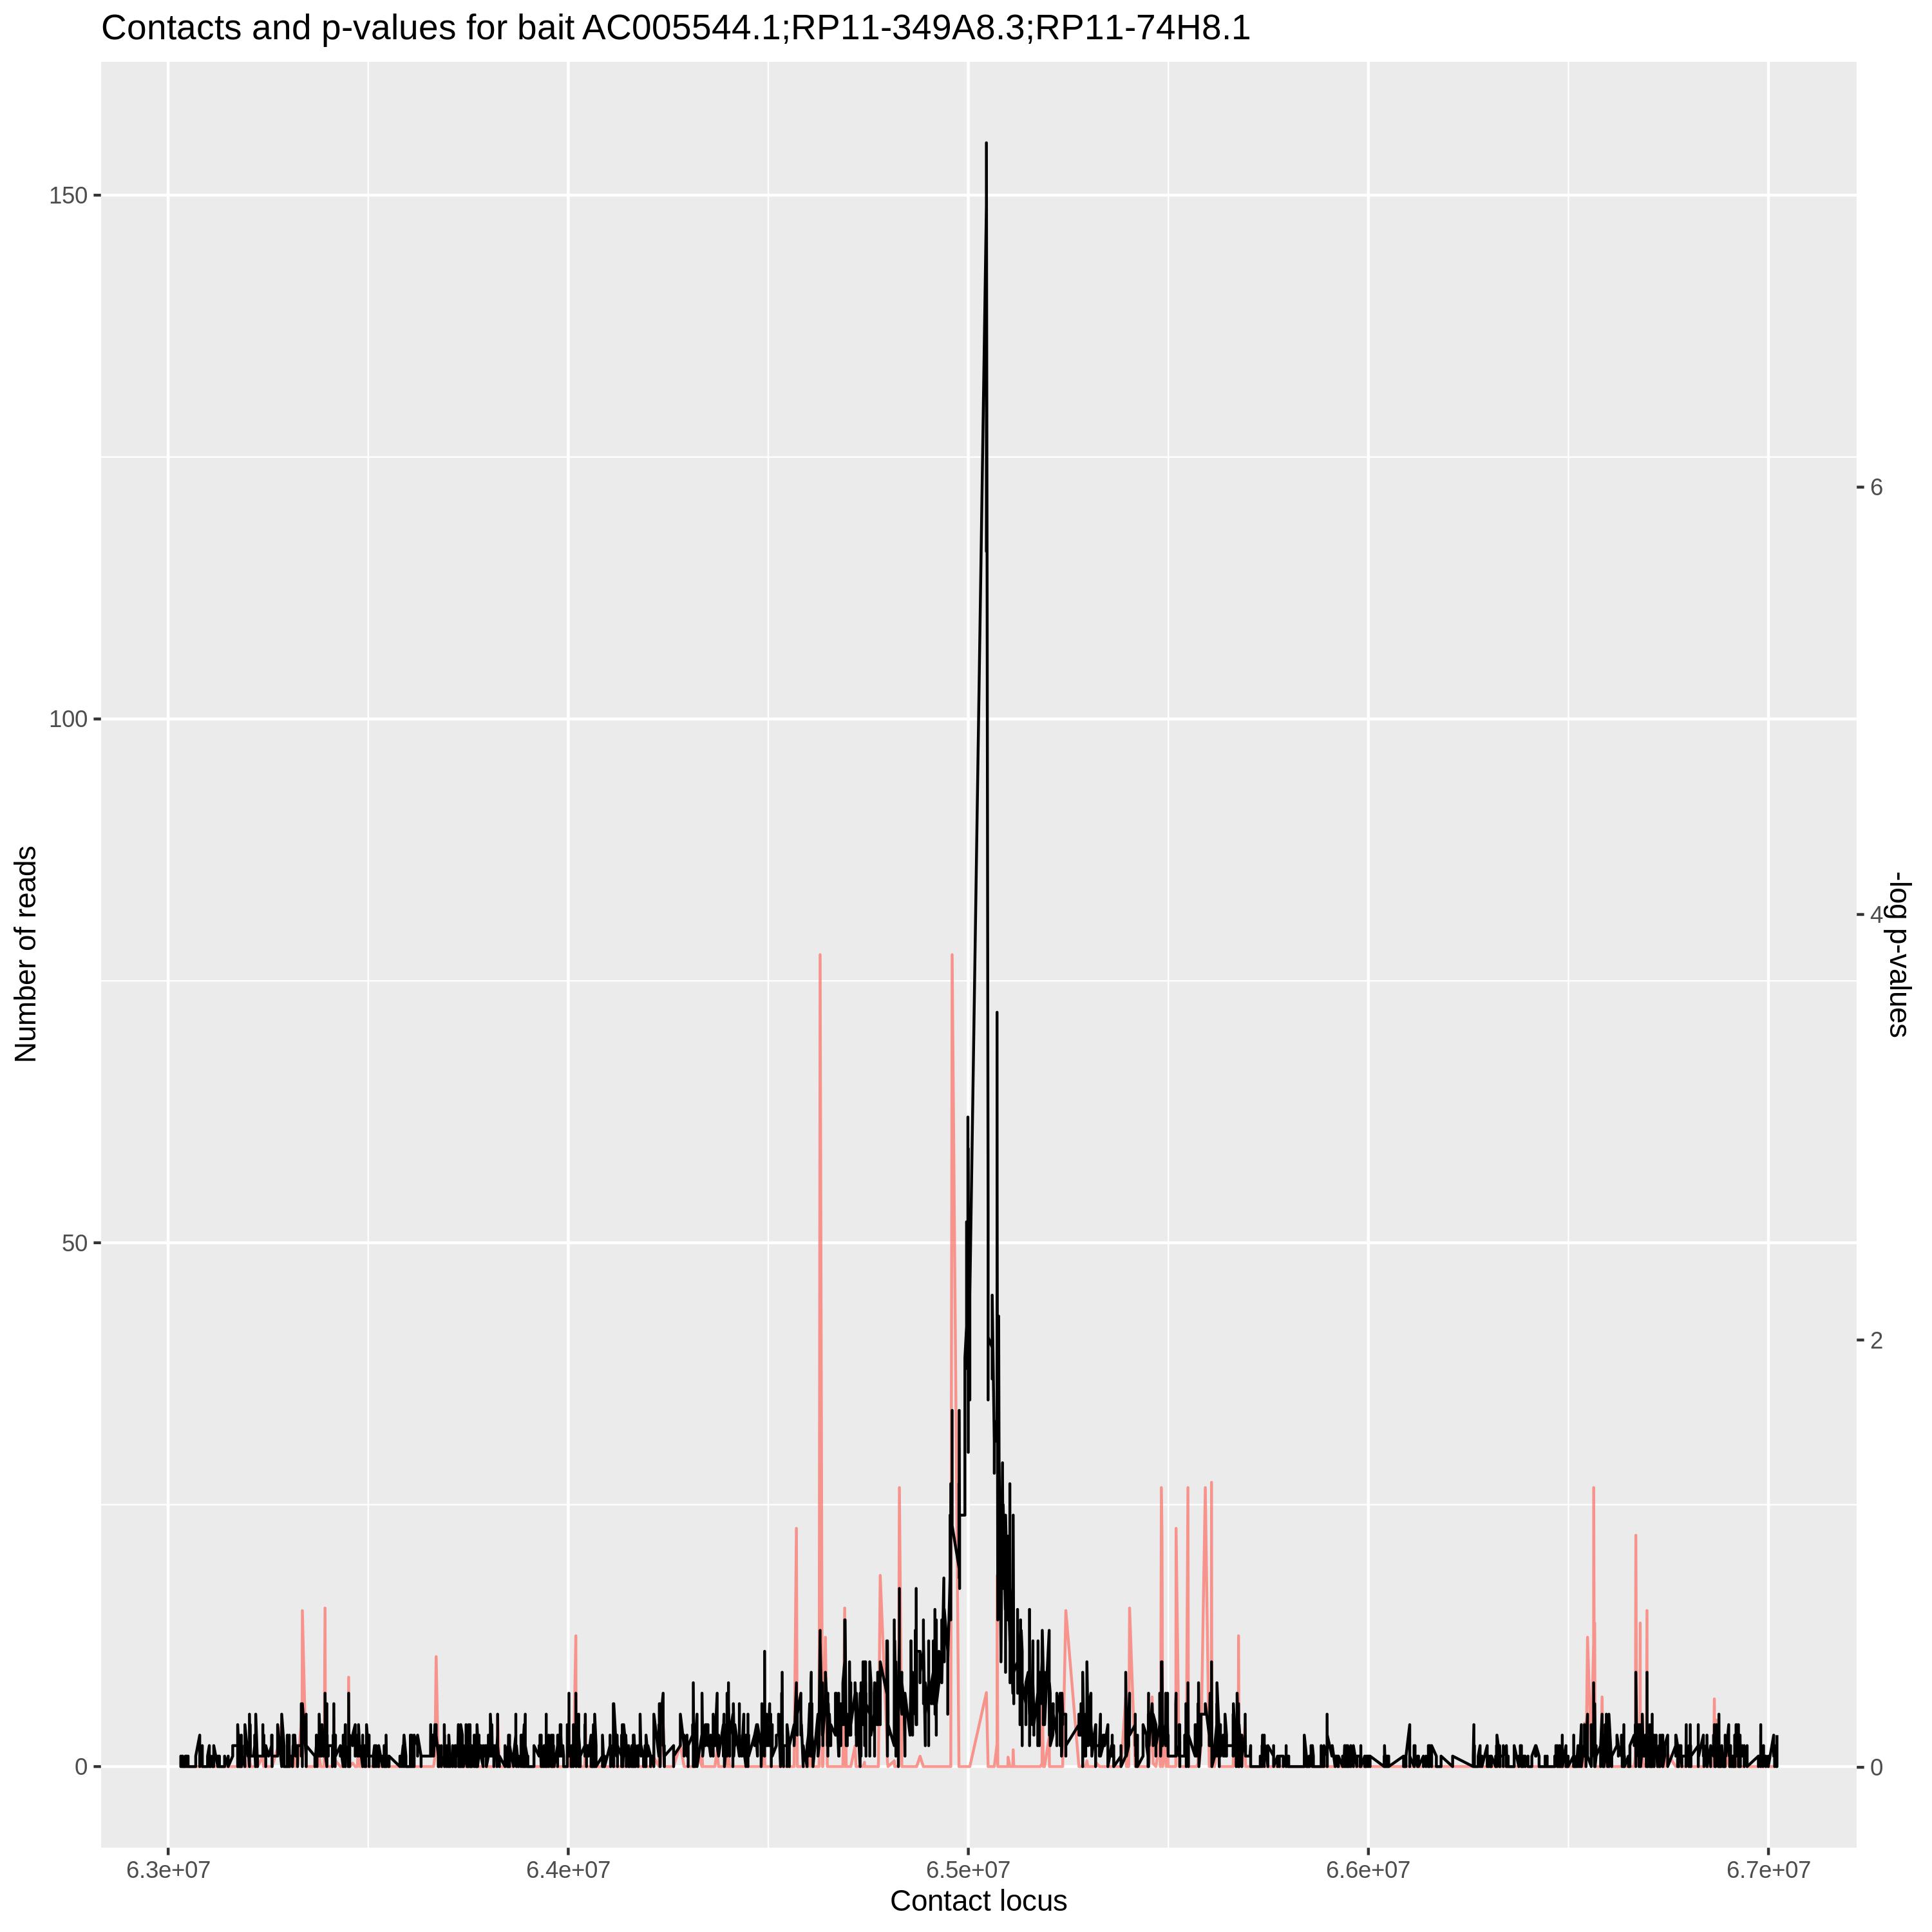 Contacts and p-values for bait AC005544.1;RP11-349A8.3;RP11-74H8.1
150
100
50
0
Number of reads
6
4
2
0
-log p-values
6.3e+07 6.4e+07 6.5e+07 6.6e+07 6.7e+07
Contact locus